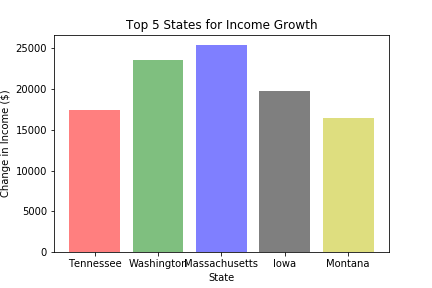 Top 5 States for Income Growth
Change in Income ($)
25000
20000
15000
10000
5000
0
Tennessee Washington Massachusetts Iowa Montana
State